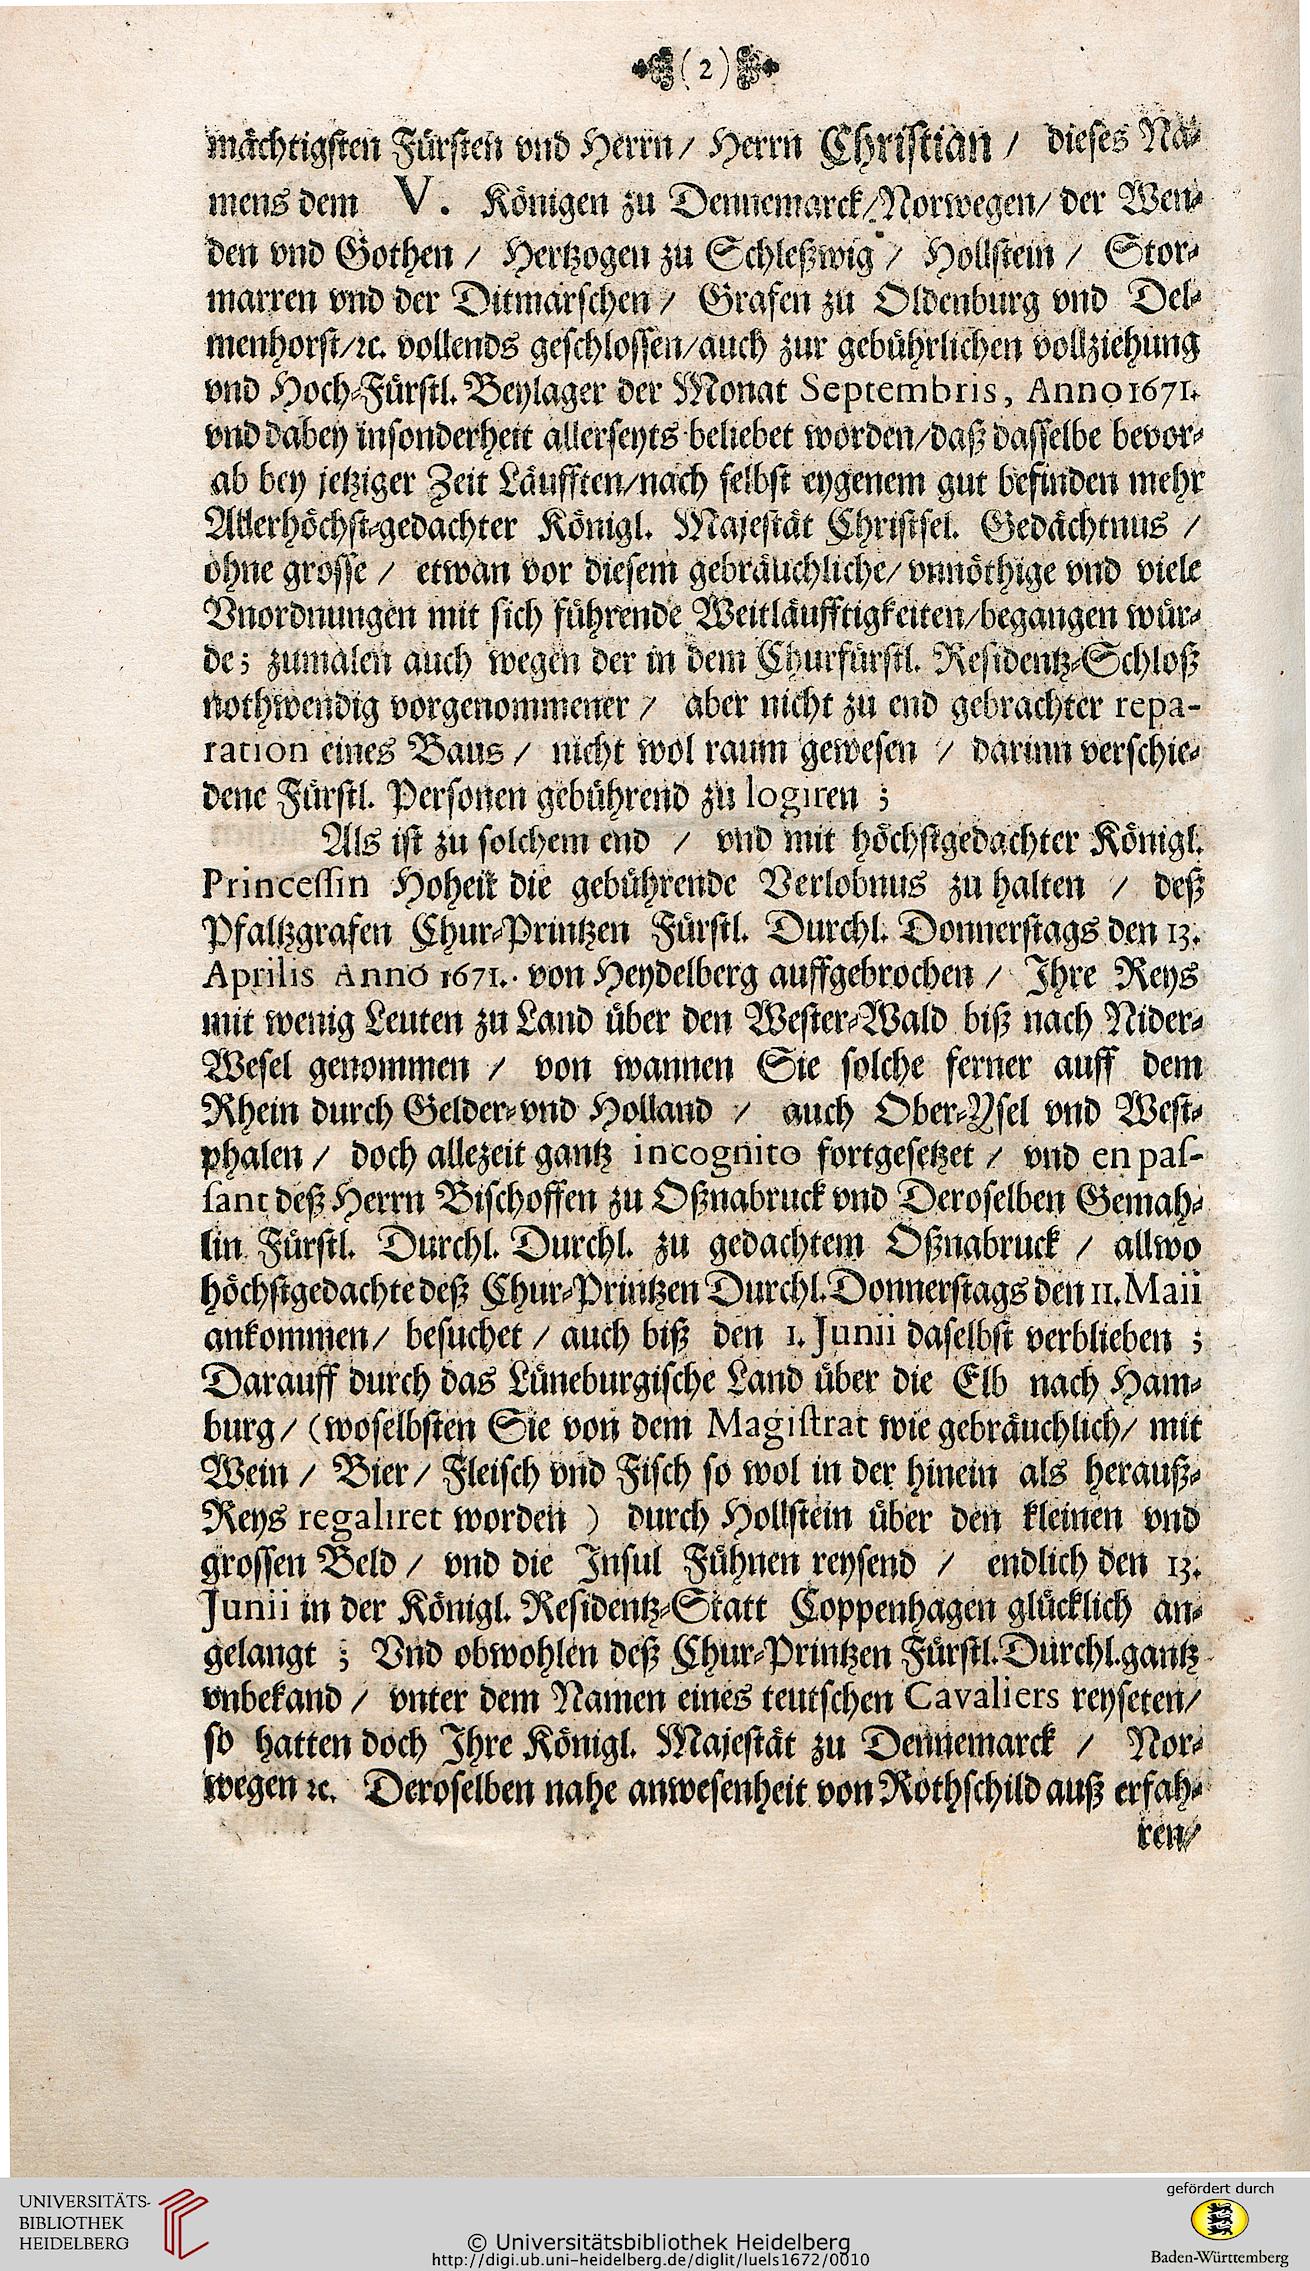 (2)
mächtigsten Fürsten vnd Herrn/ Herrn Christian / dieses Na-
mens dem V. Königen zu Dennemarck/Norwegen/ der Wen-
den vnd Gothen / Hertzogen zu Schleßwig / Hollstein / Stor-
marren vnd der Ditmarschen / Grafen zu Oldenburg vnd Del-
menhorst/ꝛc. vollends geschlossen/auch zur gebührlichen vollziehung
vnd Hoch-Fürstl. Beylager der Monat Septembris, Anno 1671.
vnd dabey insonderheit allerseyts beliebet worden/daß dasselbe bevor-
ab bey jetziger Zeit Läufften/nach selbst eygenem gut befinden mehr
Allerhöchst-gedachter Königl. Majestät Christsel. Gedächtnus /
ohne grosse / etwan vor diesem gebräuchliche/ vnnöthige vnd viele
Vnordnungen mit sich führende Weitläufftigkeiten/begangen wür-
de; zumalen auch wegen der in dem Churfürstl. Residentz-Schloß
nothwendig vorgenommener / aber nicht zu end gebrachter repa-
ration eines Baus / nicht wol raum gewesen / darinn verschie-
dene Fürstl. Personen gebührend zu logiren ;
Als ist zu solchem end / vnd mit höchstgedachter Königl.
Princessin Hoheit die gebührende Verlobnus zu halten / deß
Pfaltzgrafen Chur-Printzen Fürstl. Durchl. Donnerstags den 13.
Aprilis Anno 1671. von Heydelberg auffgebrochen / Ihre Reys
mit wenig Leuten zu Land über den Wester-Wald biß nach Nider-
Wesel genommen / von wannen Sie solche ferner auff dem
Rhein durch Gelder-vnd Holland / auch Ober-Ysel vnd West-
phalen / doch allezeit gantz incognito fortgesetzet / vnd en pas-
sant deß Herrn Bischoffen zu Oßnabruck vnd Deroselben Gemah-
lin Fürstl. Durchl. Durchl. zu gedachtem Oßnabruck / allwo
höchstgedachte deß Chur-Printzen Durchl. Donnerstags den 11. Maii
ankommen/ besuchet / auch biß den 1. Junii daselbst verblieben ;
Darauff durch das Lüneburgische Land über die Elb nach Ham-
burg / (woselbsten Sie von dem Magistrat wie gebräuchlich/ mit
Wein / Bier / Fleisch vnd Fisch so wol in der hinein als herauß-
Reys regaliret worden ) durch Hollstein über den kleinen vnd
grossen Beld / vnd die Insul Fühnen reysend / endlich den 13.
Junii in der Königl. Residentz-Statt Coppenhagen glücklich an-
gelangt ; Vnd obwohlen deß Chur-Printzen Fürstl. Durchl. gantz
vnbekand / vnter dem Namen eines teutschen Cavaliers reyseten/
so hatten doch Ihre Königl. Majestät zu Dennemarck / Nor-
wegen ꝛc. Deroselben nahe anwesenheit von Rothschild auß erfah-
ren/
UNIVERSITÄTS-
BIBLIOTHEK
HEIDELBERG
© Universitätsbibliothek Heidelberg
http://digi.ub.uni-heidelberg.de/diglit/luels1672/0010
gefördert durch
Baden-Württemberg